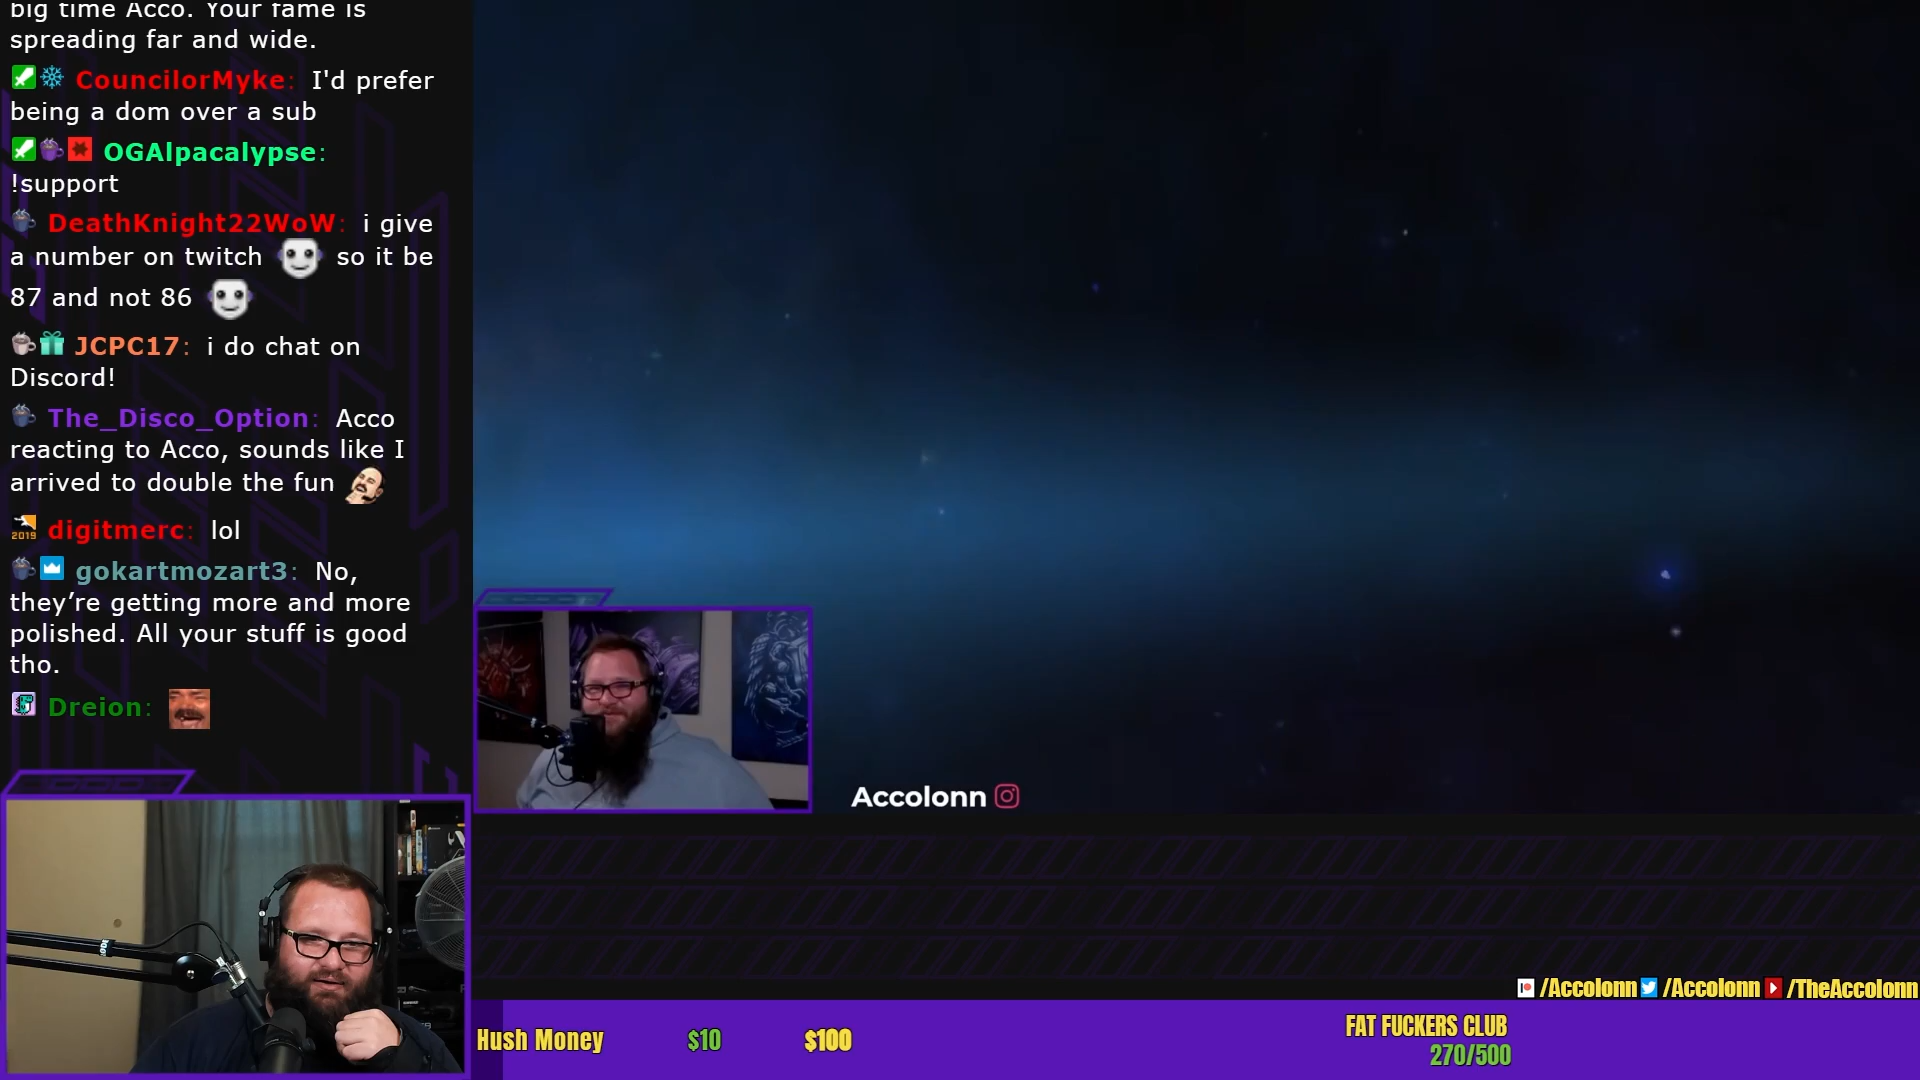 big time Acco. Your fame is
spreading far and wide.
CouncilorMyke: I'd prefer
being a dom over a sub
OGAlpacalypse:
!support
DeathKnight22WoW: i give
a number on twitch so it be
87 and not 86
JCPC17: i do chat on
Discord!
The_Disco_Option: Acco
reacting to Acco, sounds like I
arrived to double the fun
2019 digitmerc: lol
gokartmozart3: No,
they’re getting more and more
polished. All your stuff is good
tho.
Dreion:
Accolonn
/Accolonn /Accolonn /TheAccolonn
Hush Money $10 $100
FAT FUCKERS CLUB
270/500